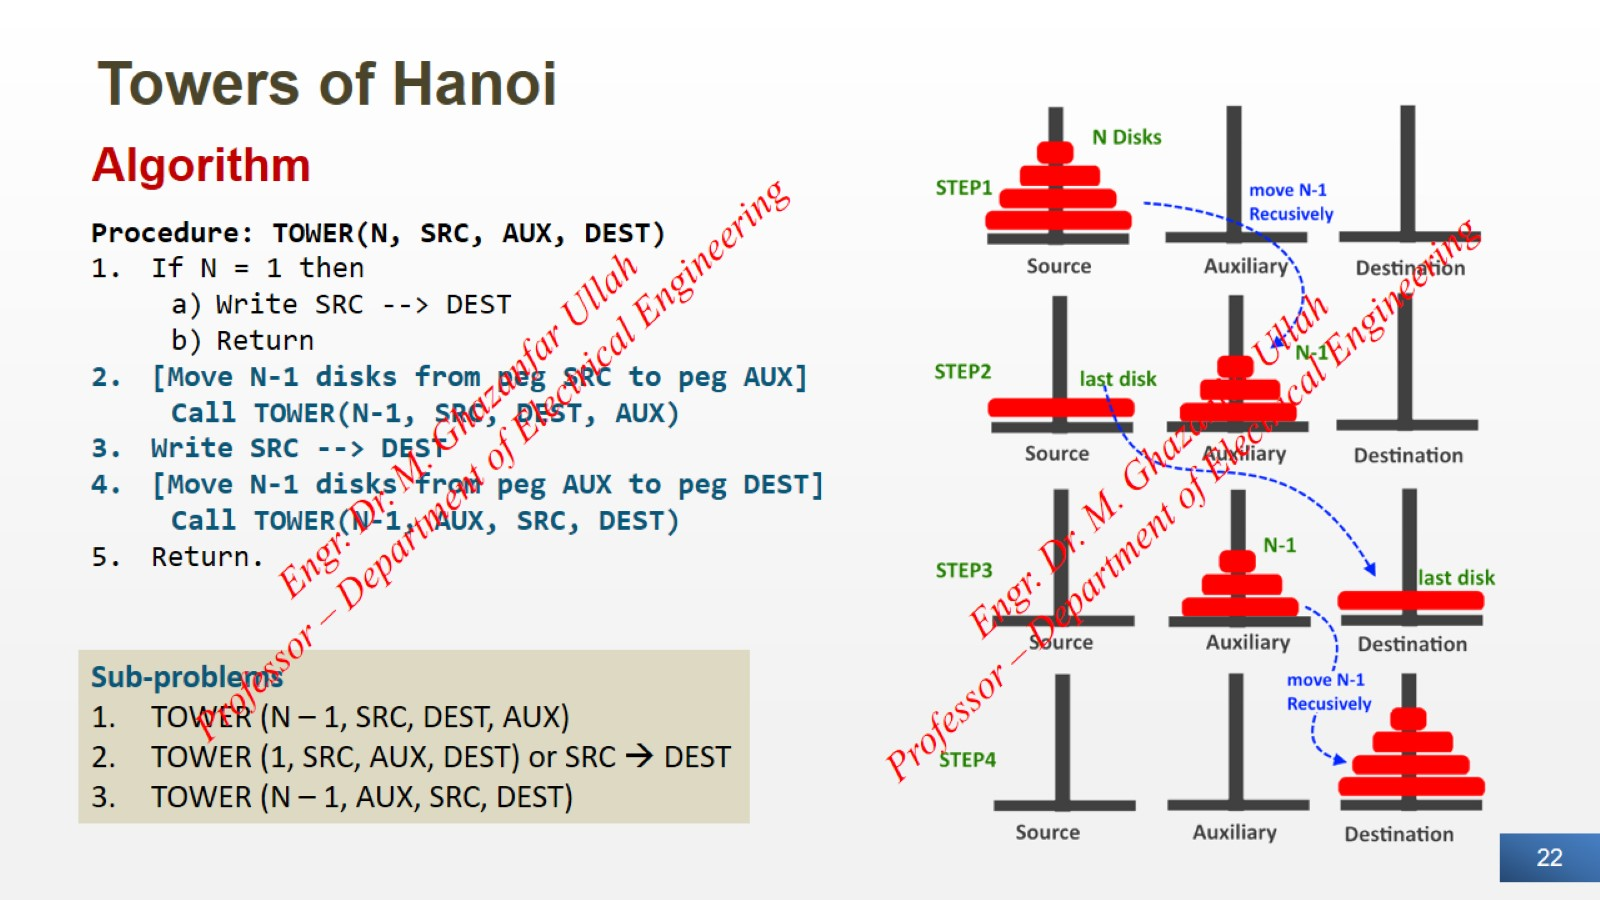 Towers of Hanoi
Algorithm
Procedure: TOWER(N, SRC, AUX, DEST)
1. If N = 1 then
a) Write SRC --> DEST
b) Return
2. [Move N-1 disks from peg SRC to peg AUX]
Call TOWER(N-1, SRC, DEST, AUX)
3. Write SRC --> DEST
4. [Move N-1 disks from peg AUX to peg DEST]
Call TOWER(N-1, AUX, SRC, DEST)
5. Return.
Sub-problems
1. TOWER (N – 1, SRC, DEST, AUX)
2. TOWER (1, SRC, AUX, DEST) or SRC → DEST
3. TOWER (N – 1, AUX, SRC, DEST)
Engr. Dr. M. Ghazanfar Ullah
Professor – Department of Electrical Engineering
N Disks
STEP1
move N-1
Recusively
Source Auxiliary Destination
STEP2
last disk
N-1
Source Auxiliary Destination
STEP3
N-1
last disk
Source Auxiliary Destination
move N-1
Recusively
STEP4
Source Auxiliary Destination
Engr. Dr. M. Ghazanfar Ullah
Professor – Department of Electrical Engineering
22